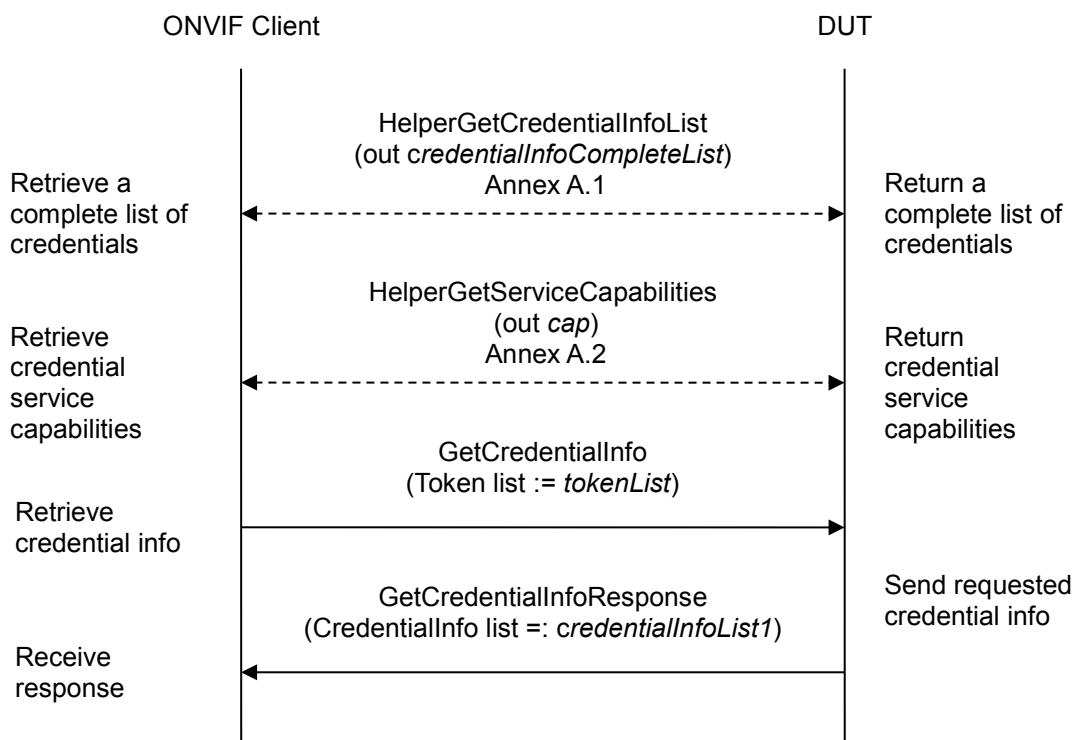 ONVIF Client
DUT
HelperGetCredentialInfoList
(out credentialInfoCompleteList)
Annex A.1
Retrieve a
complete list of
credentials
Return a
complete list of
credentials
HelperGetServiceCapabilities
(out cap)
Annex A.2
Retrieve
credential
service
capabilities
Return
credential
service
capabilities
GetCredentialInfo
(Token list := tokenList)
Retrieve
credential info
GetCredentialInfoResponse
(CredentialInfo list =: credentialInfoList1)
Send requested
credential info
Receive
response